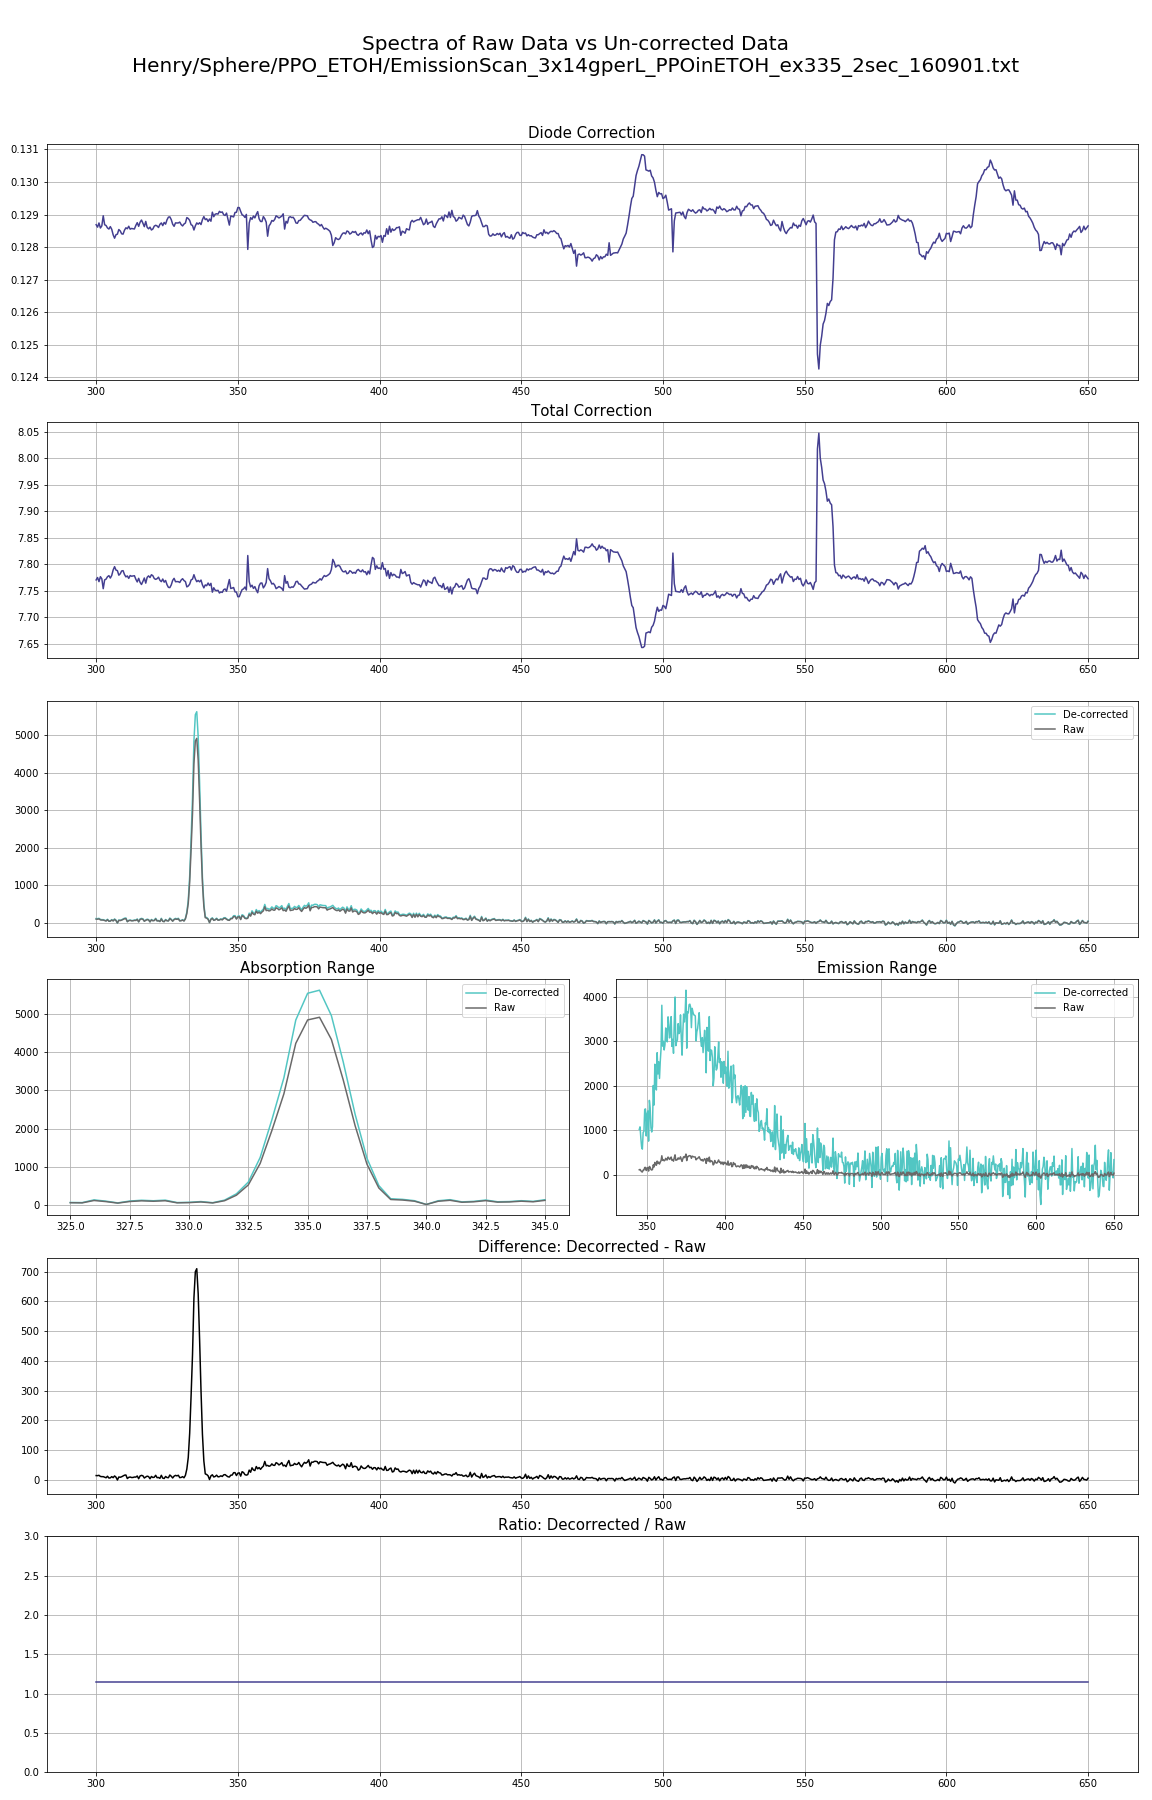 Spectra of Raw Data vs Un-corrected Data
Henry/Sphere/PPO_ETOH/EmissionScan_3x14gperL_PPOinETOH_ex335_2sec_160901.txt
Diode Correction
0.131
0.130
0.129
0.128
0.127
0.126
0.125
0.124
300 350 400 450 500 550 600 650
Total Correction
8.05
8.00
7.95
7.90
7.85
7.80
7.75
7.70
7.65
300 350 400 450 500 550 600 650
De-corrected
Raw
5000
4000
3000
2000
1000
0
300 350 400 450 500 550 600 650
Absorption Range
De-corrected
Raw
5000
4000
3000
2000
1000
0
325.0 327.5 330.0 332.5 335.0 337.5 340.0 342.5 345.0
Emission Range
De-corrected
Raw
4000
3000
2000
1000
0
350 400 450 500 550 600 650
Difference: Decorrected - Raw
700
600
500
400
300
200
100
0
300 350 400 450 500 550 600 650
Ratio: Decorrected / Raw
3.0
2.5
2.0
1.5
1.0
0.5
0.0
300 350 400 450 500 550 600 650